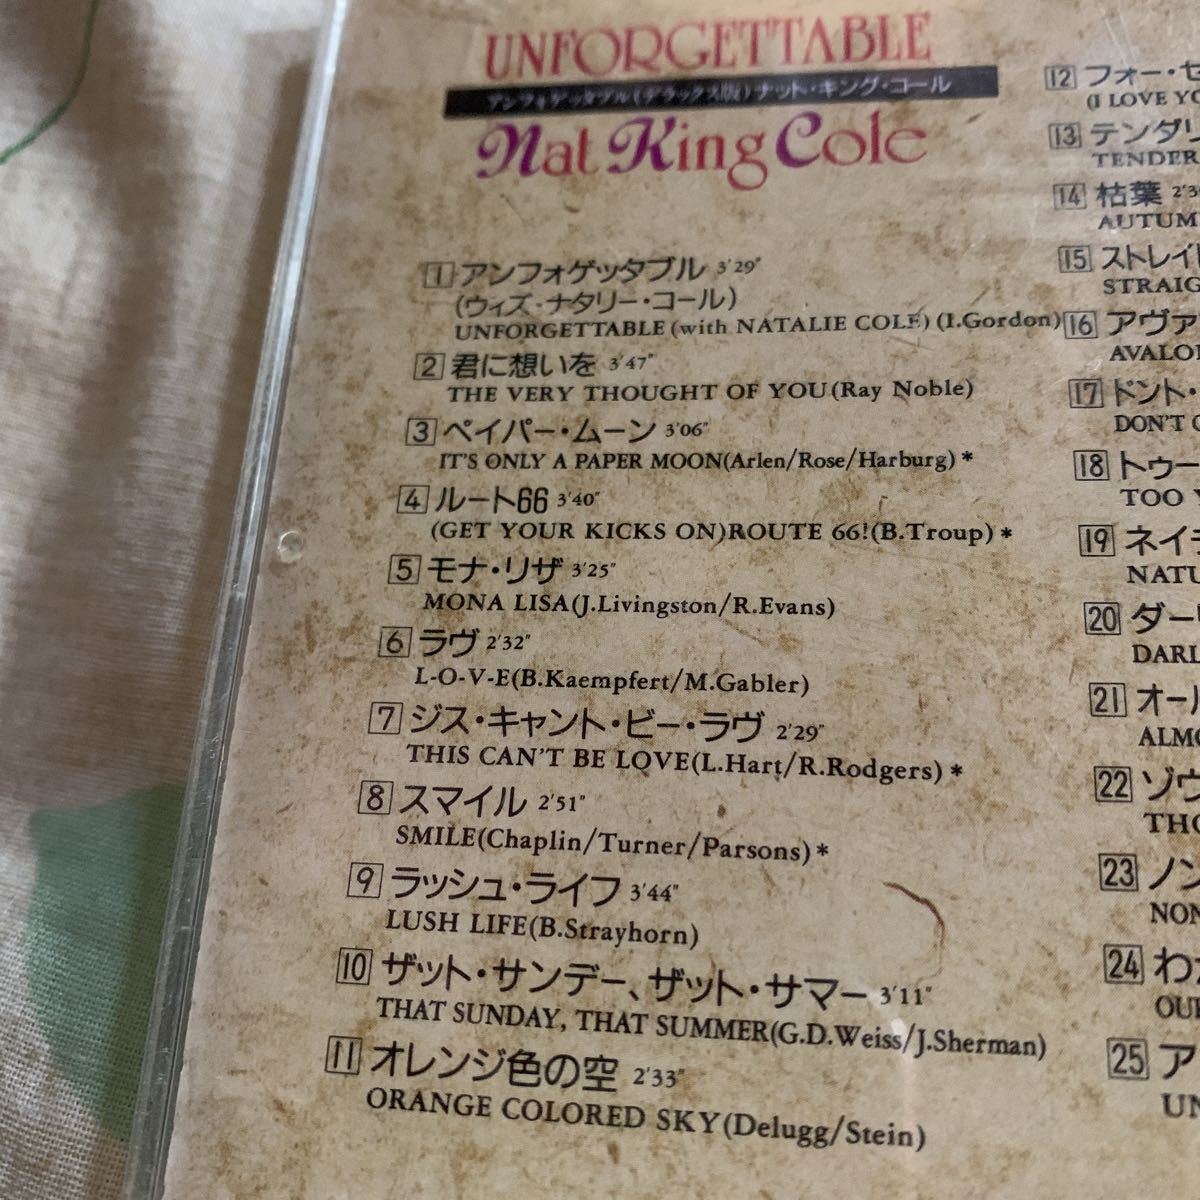 UNFORGETTABLE
アンフォゲッタブル(デラックス版)ナット・キング・コール
Nat King Cole
1 アンフォゲッタブル 3'29"
(ウィズ・ナタリー・コール)
UNFORGETTABLE(with NATALIE COLE)(I.Gordon)
2 君に想いを 3'47"
THE VERY THOUGHT OF YOU(Ray Noble)
3 ペイパー・ムーン 3'06"
IT'S ONLY A PAPER MOON(Arlen/Rose/Harburg)*
4 ルート66 3'40"
(GET YOUR KICKS ON)ROUTE 66!(B.Troup)*
5 モナ・リザ 3'25"
MONA LISA(J.Livingston/R.Evans)
6 ラヴ 2'32"
L-O-V-E(B.Kaempfert/M.Gabler)
7 ジス・キャント・ビー・ラヴ 2'29"
THIS CAN'T BE LOVE(L.Hart/R.Rodgers)*
8 スマイル 2'51"
SMILE(Chaplin/Turner/Parsons)*
9 ラッシュ・ライフ 3'44"
LUSH LIFE(B.Strayhorn)
10 ザット・サンデー、ザット・サマー 3'11"
THAT SUNDAY, THAT SUMMER(G.D.Weiss/J.Sherman)
11 オレンジ色の空 2'33"
ORANGE COLORED SKY(Delugg/Stein)
12 フォー・セ
(I LOVE YO
13 テンダリ
TENDER
14 枯葉
AUTUM
15 ストレイ
STRAIG
16 アヴァ
AVALO
17 ドント・
DON'T
18 トゥー
TOO
19 ネイ
NATU
20 ダー
DARL
21 オー
ALMO
22 ゾウ
THO
23 ノン
NON
24 わ
OU
25 ア
UN